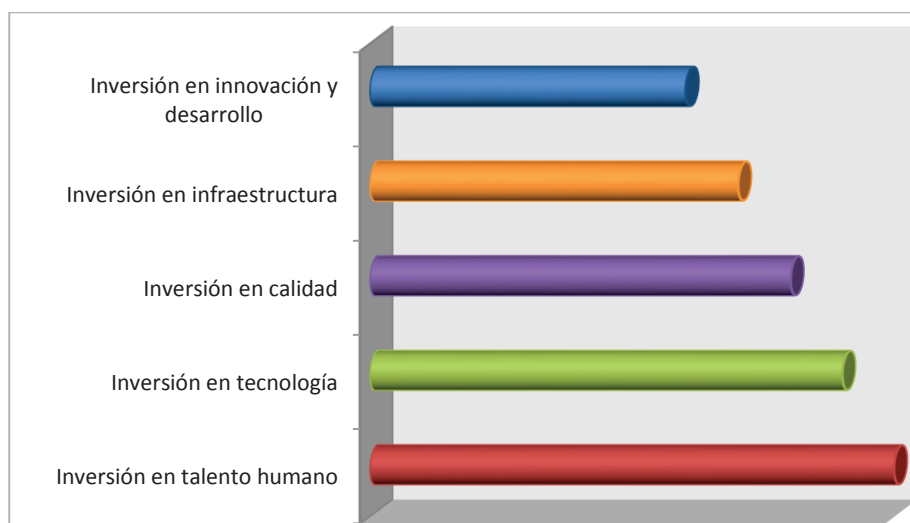 Inversión en innovación y
desarrollo
Inversión en infraestructura
Inversión en calidad
Inversión en tecnología
Inversión en talento humano